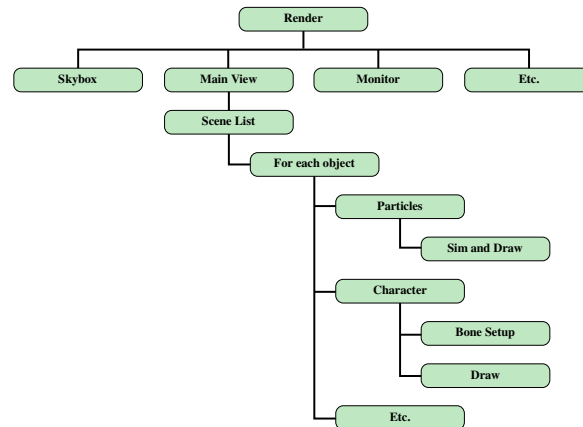 Render
Skybox
Main View
Monitor
Etc.
Scene List
For each object
Particles
Sim and Draw
Character
Bone Setup
Draw
Etc.